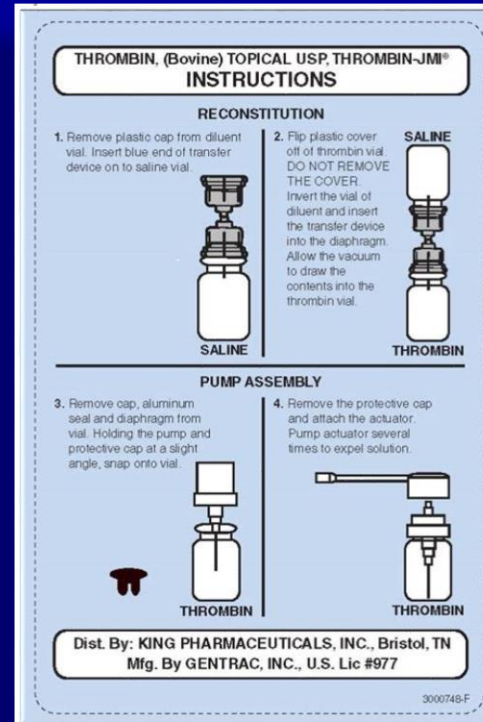 THROMBIN, (Bovine) TOPICAL USP, THROMBIN-JMI®
INSTRUCTIONS
RECONSTITUTION
1. Remove plastic cap from diluent
vial. Insert blue end of transfer
device on to saline vial.
SALINE
2. Flip plastic cover
off of thrombin vial.
DO NOT REMOVE
THE COVER.
Invert the vial of
diluent and insert
the transfer device
into the diaphragm.
Allow the vacuum
to draw the
contents into the
thrombin vial.
SALINE
THROMBIN
PUMP ASSEMBLY
3. Remove cap, aluminum
seal and diaphragm from
vial. Holding the pump and
protective cap at a slight
angle, snap onto vial.
THROMBIN
4. Remove the protective cap
and attach the actuator.
Pump actuator several
times to expel solution.
THROMBIN
Dist. By: KING PHARMACEUTICALS, INC., Bristol, TN
Mfg. By GENTRAC, INC., U.S. Lic #977
3000748-F